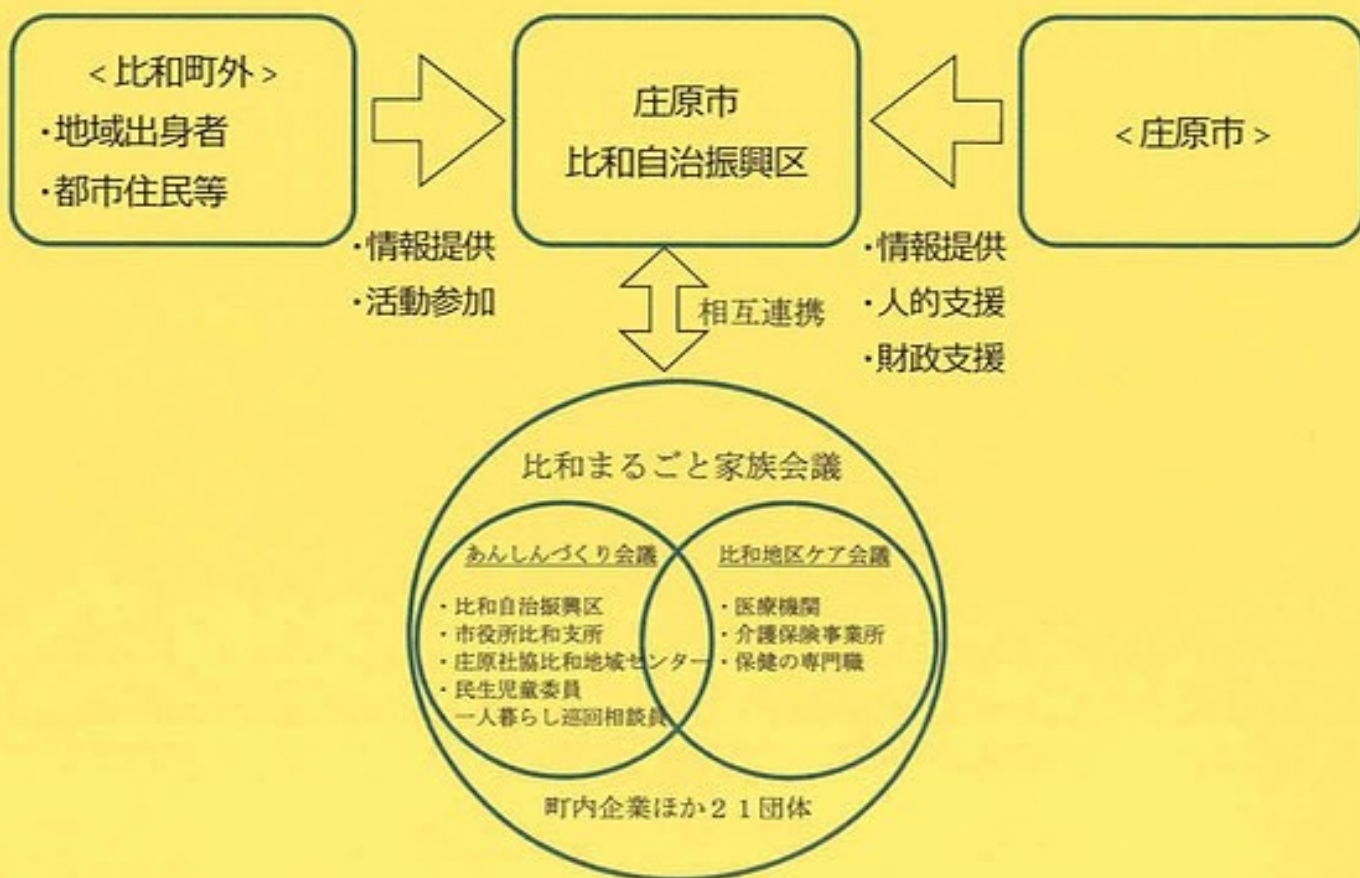 ＜比和町外＞
・地域出身者
・都市住民等
庄原市
比和自治振興区
＜庄原市＞
・情報提供
・活動参加
相互連携
・情報提供
・人的支援
・財政支援
比和まるごと家族会議
あんしんづくり会議
・比和自治振興区
・市役所比和支所
・庄原社協比和地域センター
・民生児童委員
一人暮らし巡回相談員
比和地区ケア会議
・医療機関
・介護保険事業所
・保健の専門職
町内企業ほか２１団体